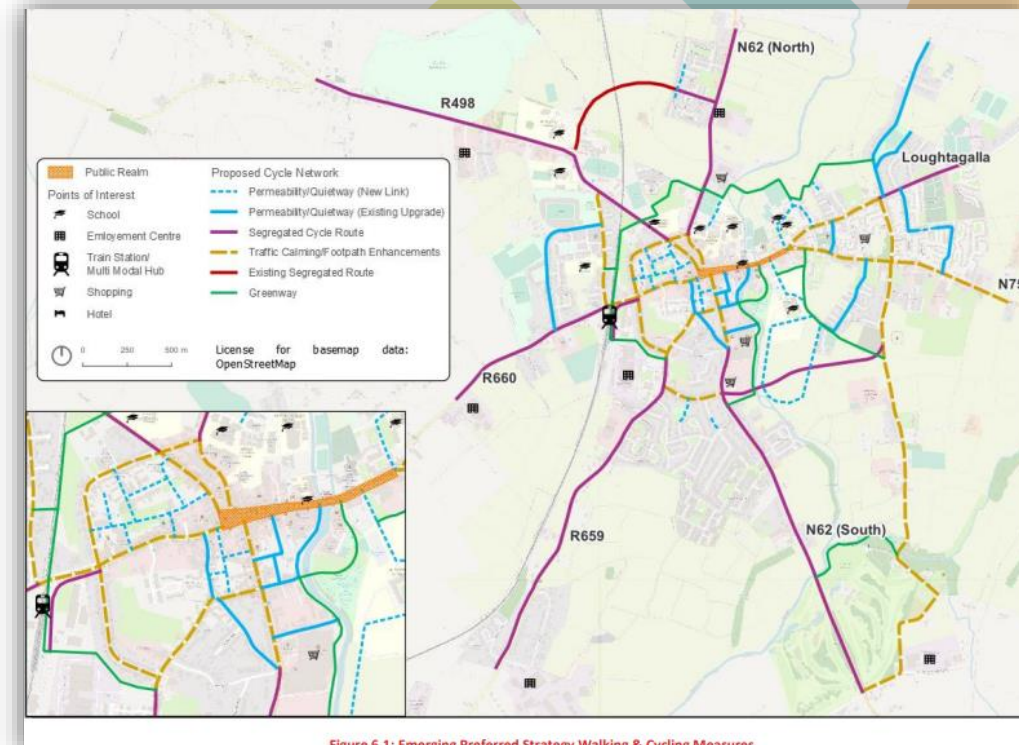 N62 (North)
R498
Loughtagalla
Public Realm
Points of Interest
School
Emloyement Centre
Train Station/
Multi Modal Hub
Shopping
Hotel
0 250 500 m
Proposed Cycle Network
Permeability/Quietway (New Link)
Permeability/Quietway (Existing Upgrade)
Segregated Cycle Route
Traffic Calming/Footpath Enhancements
Existing Segregated Route
Greenway
License for basemap data:
OpenStreetMap
N75
R660
R659
N62 (South)
Figure 6.1: Emerging Preferred Strategy Walking & Cycling Measures